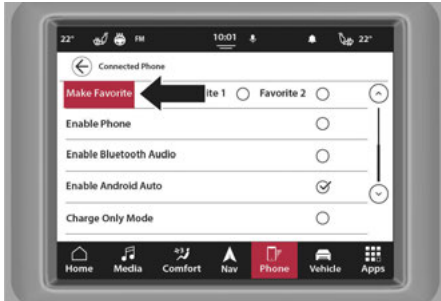 22° FM 10:01 22°
Connected Phone
Make Favorite ite 1 Favorite 2
Enable Phone
Enable Bluetooth Audio
Enable Android Auto
Charge Only Mode
Home Media Comfort Nav Phone Vehicle Apps